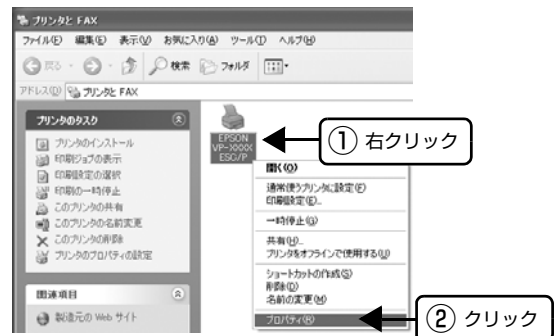 プリンタと FAX
ファイル(F) 編集(E) 表示(V) お気に入り(A) ツール(T) ヘルプ(H)
戻る 検索 フォルダ
アドレス(D) プリンタと FAX
プリンタのタスク
プリンタのインストール
印刷ジョブの表示
印刷設定の選択
印刷の一時停止
このプリンタの共有
このプリンタの名前変更
このプリンタの削除
プリンタのプロパティの設定
関連項目
製造元の Web サイト
EPSON
VP-XXXX
ESC/P
① 右クリック
開く(O)
通常使うプリンタに設定(F)
印刷設定(E)...
一時停止(G)
共有(H)...
プリンタをオフラインで使用する(U)
ショートカットの作成(S)
削除(D)
名前の変更(M)
プロパティ(R)
② クリック